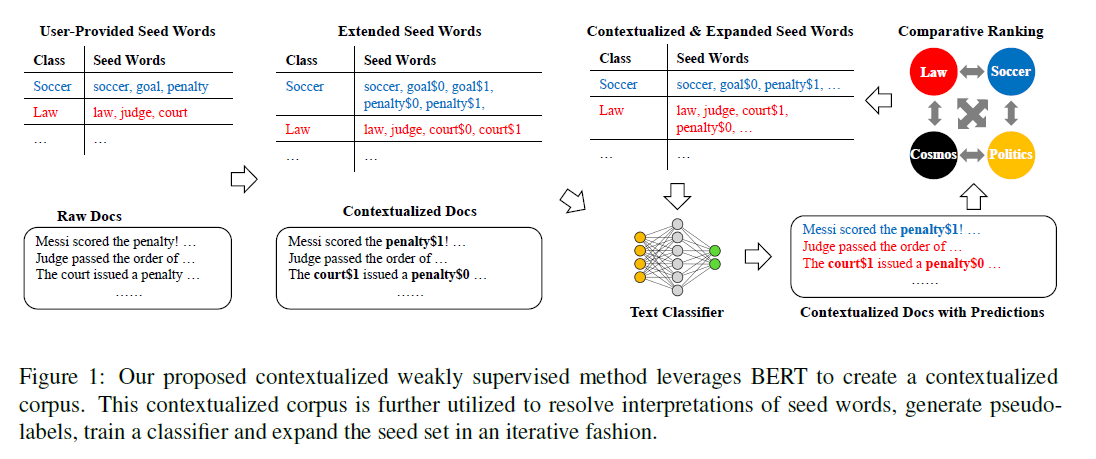 User-Provided Seed Words
Class Seed Words
Soccer soccer, goal, penalty
Law law, judge, court
… …
Raw Docs
Messi scored the penalty! …
Judge passed the order of …
The court issued a penalty …
……
Extended Seed Words
Class Seed Words
Soccer soccer, goal$0, goal$1,
penalty$0, penalty$1,
Law law, judge, court$0, court$1
… …
Contextualized Docs
Messi scored the penalty$1! …
Judge passed the order of …
The court$1 issued a penalty$0 …
……
Contextualized & Expanded Seed Words
Class Seed Words
Soccer soccer, goal$0, penalty$1, …
Law law, judge, court$1,
penalty$0, …
… …
Text Classifier
Comparative Ranking
Law Soccer
Cosmos Politics
Messi scored the penalty$1! …
Judge passed the order of …
The court$1 issued a penalty$0 …
……
Contextualized Docs with Predictions
Figure 1: Our proposed contextualized weakly supervised method leverages BERT to create a contextualized
corpus. This contextualized corpus is further utilized to resolve interpretations of seed words, generate pseudo-
labels, train a classifier and expand the seed set in an iterative fashion.